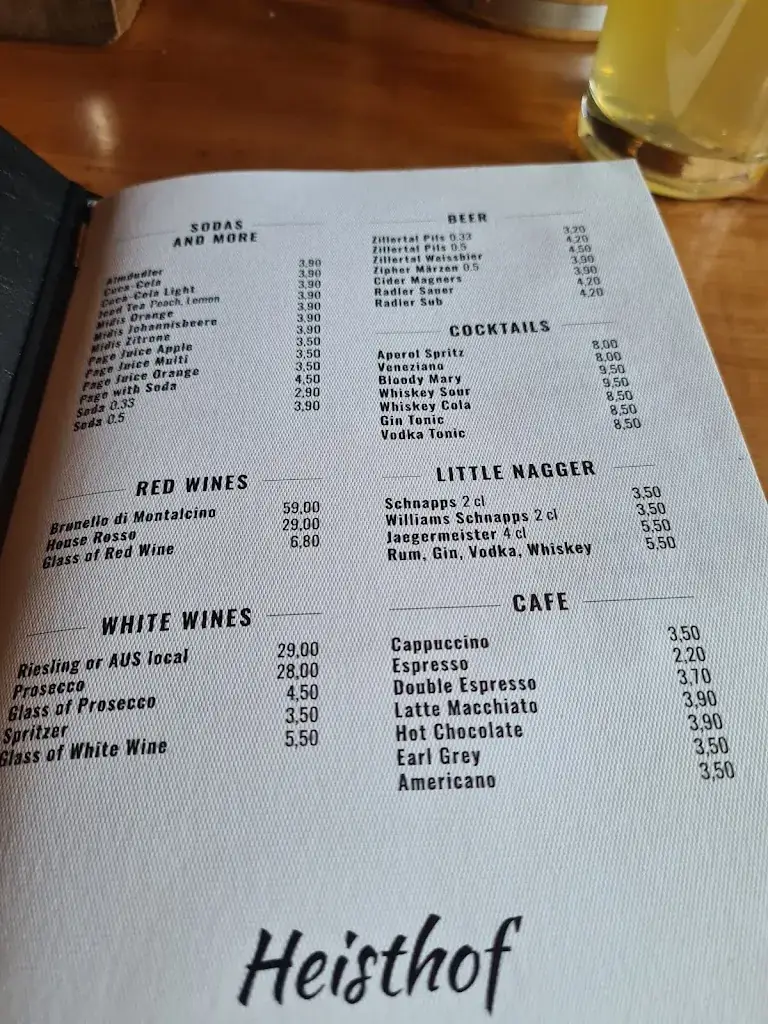 SODAS
AND MORE
Almdudler 3,90
Coca-Cola 3,90
Coca-Cola Light 3,90
Iced Tea Peach, Lemon 3,90
Midis Orange 3,90
Midis Johannisbeere 3,90
Midis Zitrone 3,90
Page Juice Apple 3,50
Page Juice Multi 3,50
Page Juice Orange 3,50
Page with Soda 4,50
Soda 0.33 2,90
Soda 0.5 3,90
RED WINES
Brunello di Montalcino 59,00
House Rosso 29,00
Glass of Red Wine 6,80
WHITE WINES
Riesling or AUS local 29,00
Prosecco 28,00
Glass of Prosecco 4,50
Spritzer 3,50
Glass of White Wine 5,50
BEER
Zillertal Pils 0.33 3,20
Zillertal Pils 0.5 4,20
Zillertal Weissbier 4,50
Zipher Märzen 0.5 3,90
Cider Magners 3,90
Radler Sauer 4,20
Radler Sub 4,20
COCKTAILS
Aperol Spritz 8,00
Veneziano 8,00
Bloody Mary 9,50
Whiskey Sour 9,50
Whiskey Cola 8,50
Gin Tonic 8,50
Vodka Tonic 8,50
LITTLE NAGGER
Schnapps 2 cl 3,50
Williams Schnapps 2 cl 3,50
Jaegermeister 4 cl 5,50
Rum, Gin, Vodka, Whiskey 5,50
CAFE
Cappuccino 3,50
Espresso 2,20
Double Espresso 3,70
Latte Macchiato 3,90
Hot Chocolate 3,90
Earl Grey 3,50
Americano 3,50
Heisthof